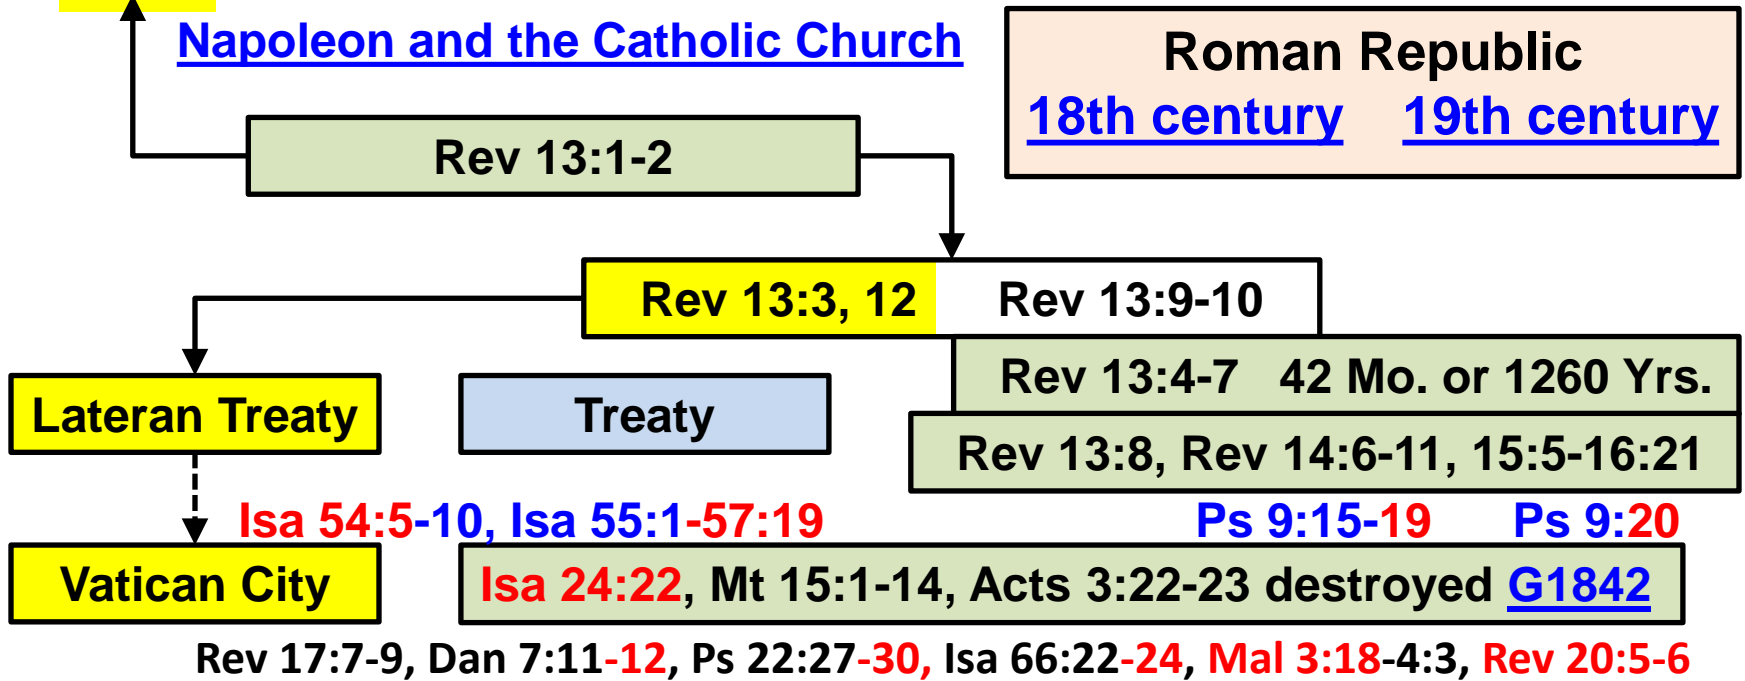 Napoleon and the Catholic Church
Roman Republic
18th century 19th century
Rev 13:1-2
Rev 13:3, 12 Rev 13:9-10
Rev 13:4-7 42 Mo. or 1260 Yrs.
Lateran Treaty
Treaty
Rev 13:8, Rev 14:6-11, 15:5-16:21
Isa 54:5-10, Isa 55:1-57:19
Ps 9:15-19 Ps 9:20
Vatican City
Isa 24:22, Mt 15:1-14, Acts 3:22-23 destroyed G1842
Rev 17:7-9, Dan 7:11-12, Ps 22:27-30, Isa 66:22-24, Mal 3:18-4:3, Rev 20:5-6